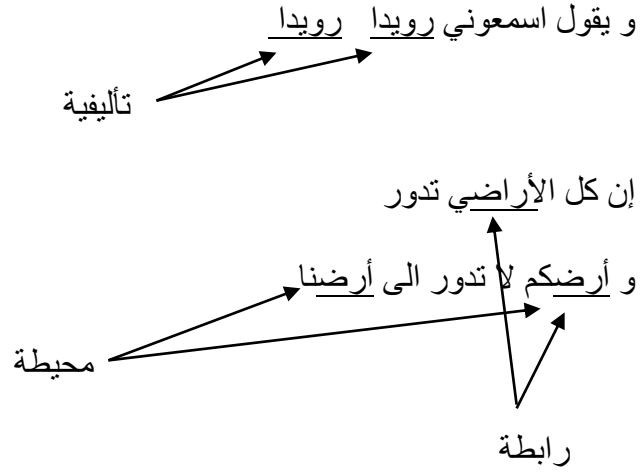 و يقول اسمعوني رويدا رويدا
تأليفية
إن كل الأراضي تدور
و أرضكم لا تدور الى أرضنا
محيطة
رابطة